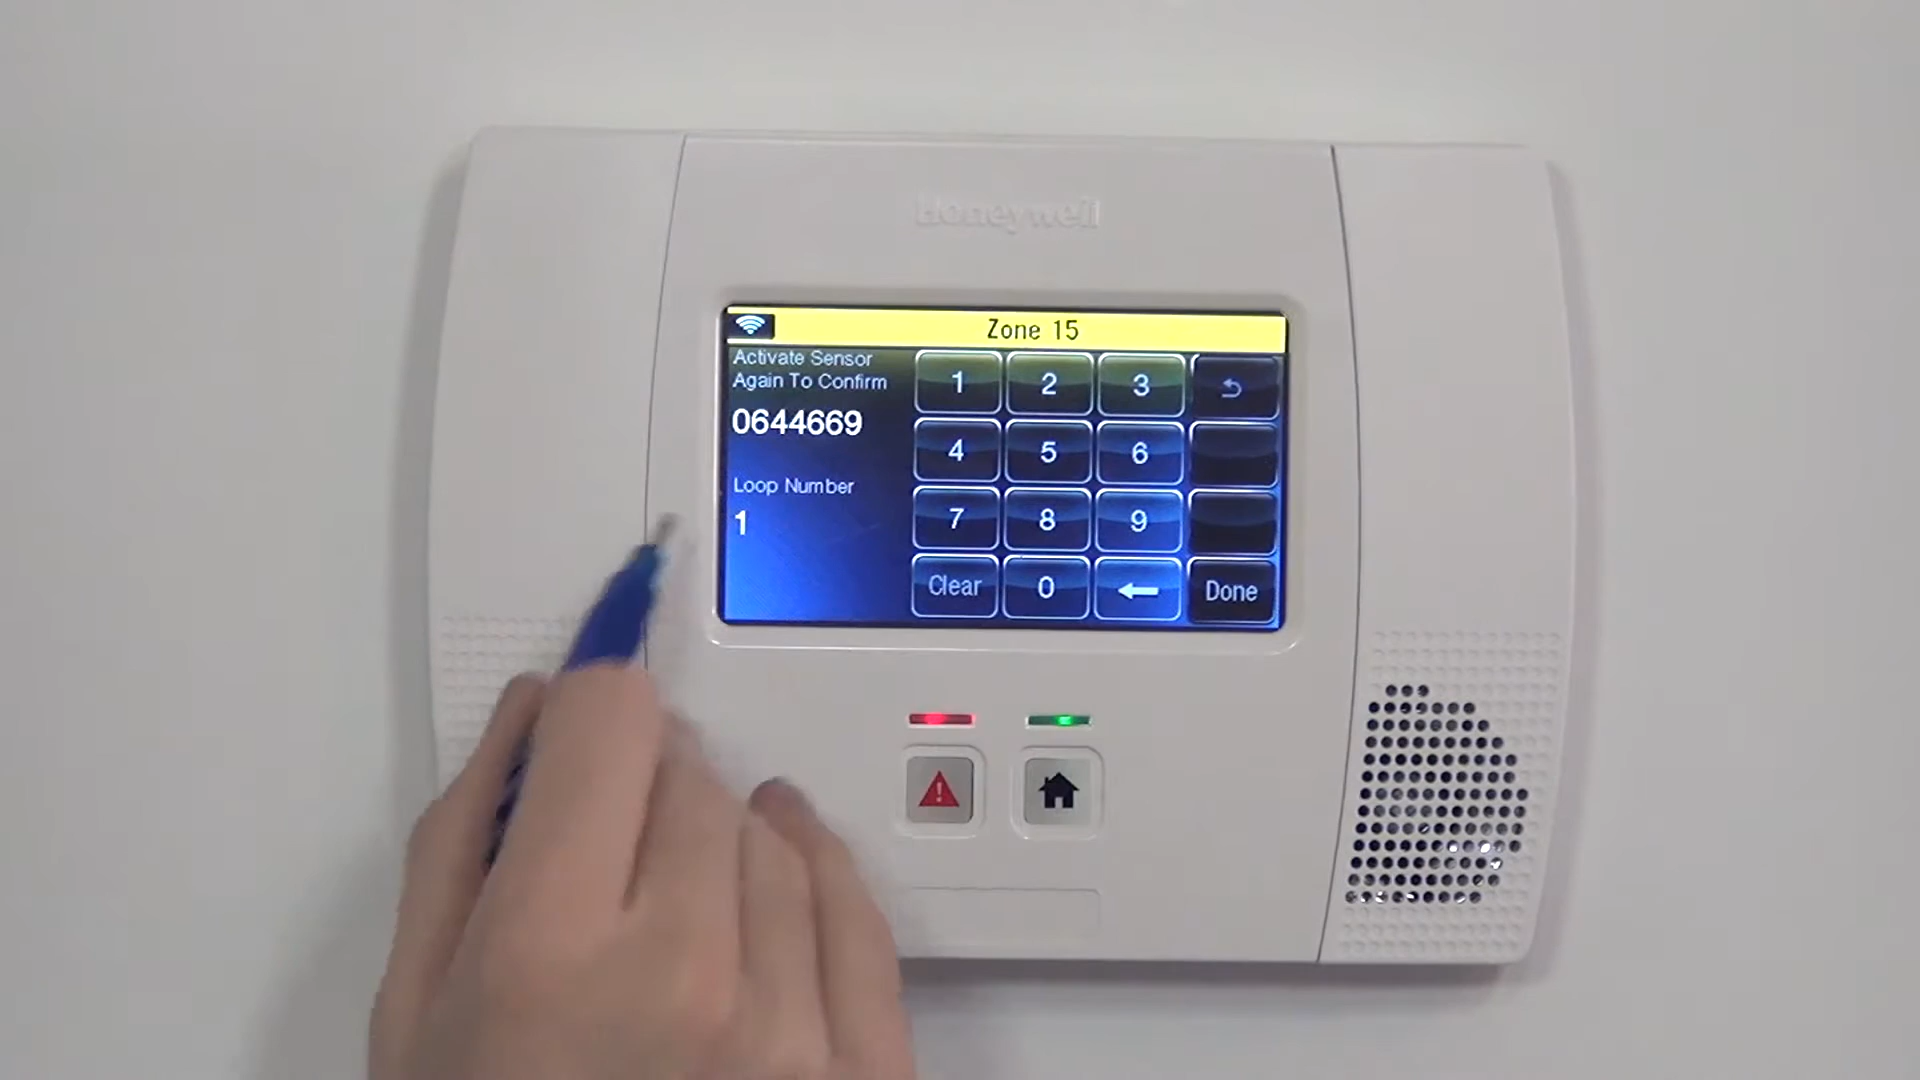 Honeywell
Zone 15
Activate Sensor
Again To Confirm
0644669
Loop Number
1
1 2 3
4 5 6
7 8 9
Clear 0 Done